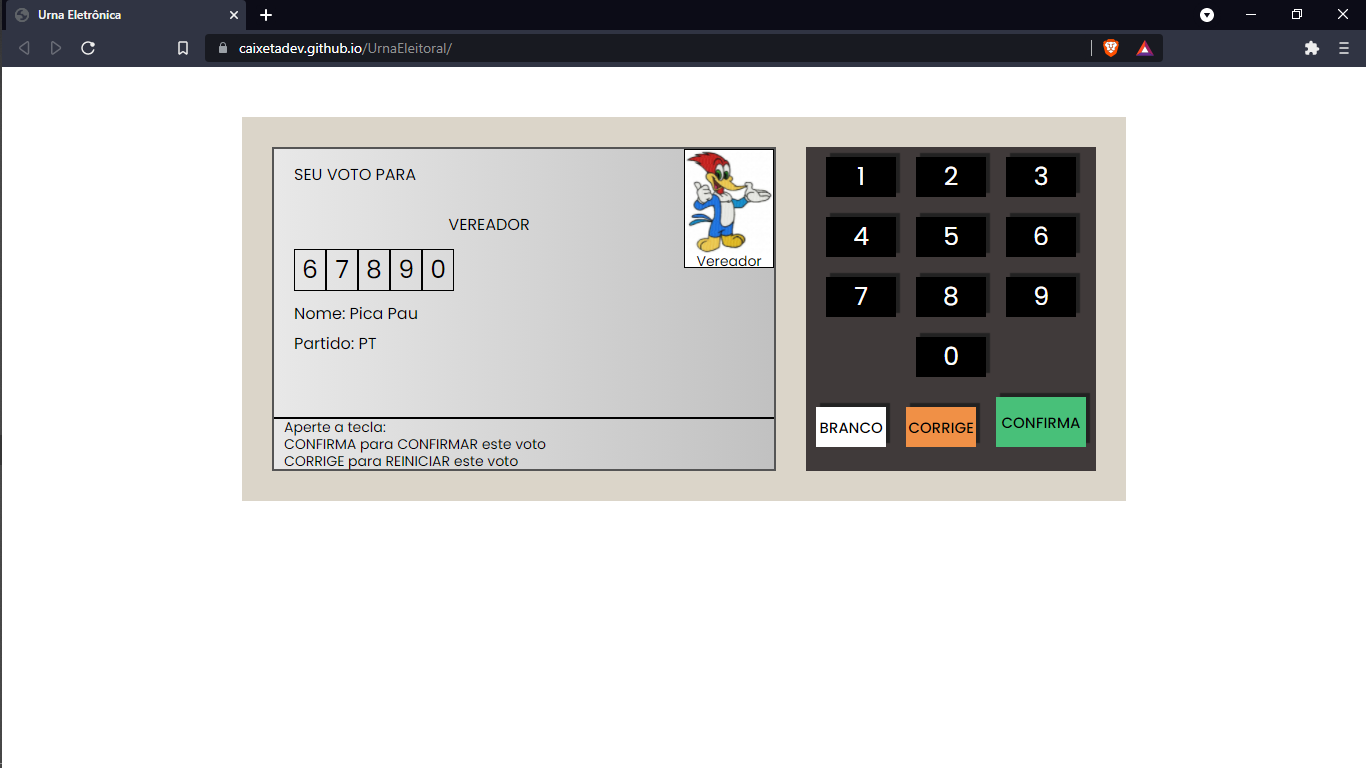 Urna Eletrônica
caixetadev.github.io/UrnaEleitoral/
SEU VOTO PARA
VEREADOR
6 7 8 9 0
Nome: Pica Pau
Partido: PT
Vereador
Aperte a tecla:
CONFIRMA para CONFIRMAR este voto
CORRIGE para REINICIAR este voto
1 2 3
4 5 6
7 8 9
0
BRANCO CORRIGE CONFIRMA